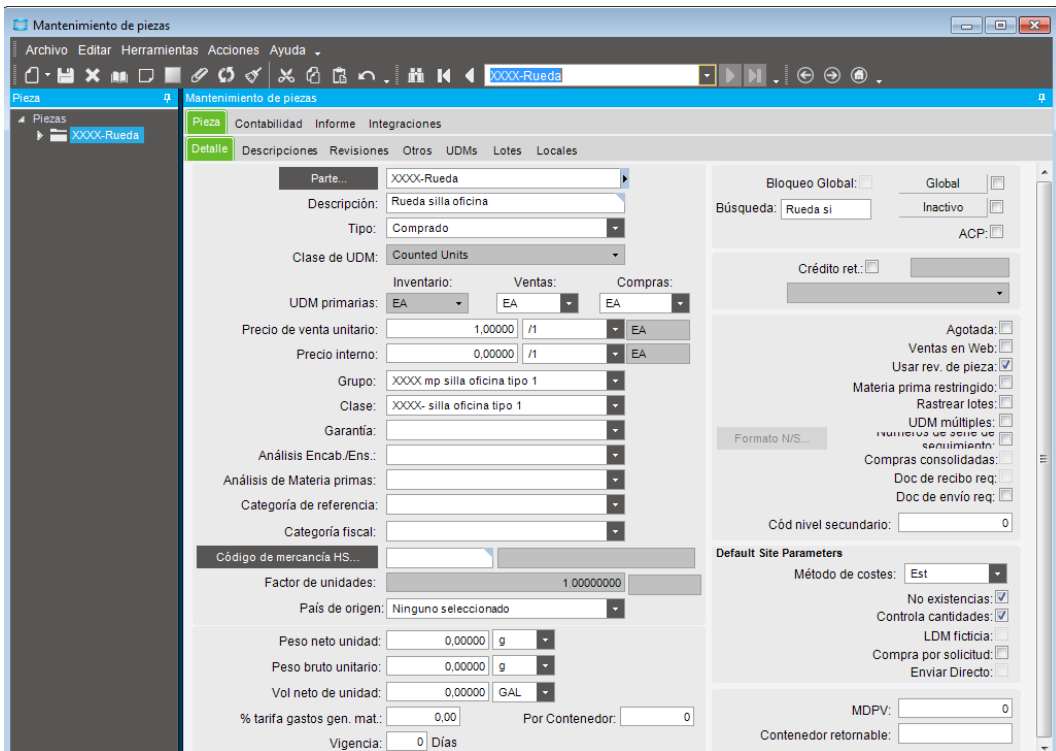 Mantenimiento de piezas
Archivo Editar Herramientas Acciones Ayuda
XXXX-Rueda
Pieza
Mantenimiento de piezas
Piezas
XXXX-Rueda
Pieza Contabilidad Informe Integraciones
Detalle Descripciones Revisiones Otros UDMs Lotes Locales
Parte... XXXX-Rueda
Descripción: Rueda silla oficina
Tipo: Comprado
Clase de UDM: Counted Units
Inventario: Ventas: Compras:
UDM primarias: EA EA EA
Precio de venta unitario: 1,00000 /1 EA
Precio interno: 0,00000 /1 EA
Grupo: XXXX mp silla oficina tipo 1
Clase: XXXX- silla oficina tipo 1
Garantía:
Análisis Encab./Ens.:
Análisis de Materia primas:
Categoría de referencia:
Categoría fiscal:
Código de mercancía HS...
Factor de unidades: 1 00000000
País de origen: Ninguno seleccionado
Peso neto unidad: 0,00000 g
Peso bruto unitario: 0,00000 g
Vol neto de unidad: 0,00000 GAL
% tarifa gastos gen. mat.: 0,00 Por Contenedor: 0
Vigencia: 0 Días
Bloqueo Global: Global
Búsqueda: Rueda si Inactivo
ACP:
Crédito ret.:
Agotada:
Ventas en Web:
Usar rev. de pieza:
Materia prima restringido:
Rastrear lotes:
UDM múltiples:
Formato N/S... Números de serie de
seguimiento:
Compras consolidadas:
Doc de recibo req:
Doc de envío req:
Cód nivel secundario: 0
Default Site Parameters
Método de costes: Est
No existencias:
Controla cantidades:
LDM ficticia:
Compra por solicitud:
Enviar Directo:
MDPV: 0
Contenedor retornable: